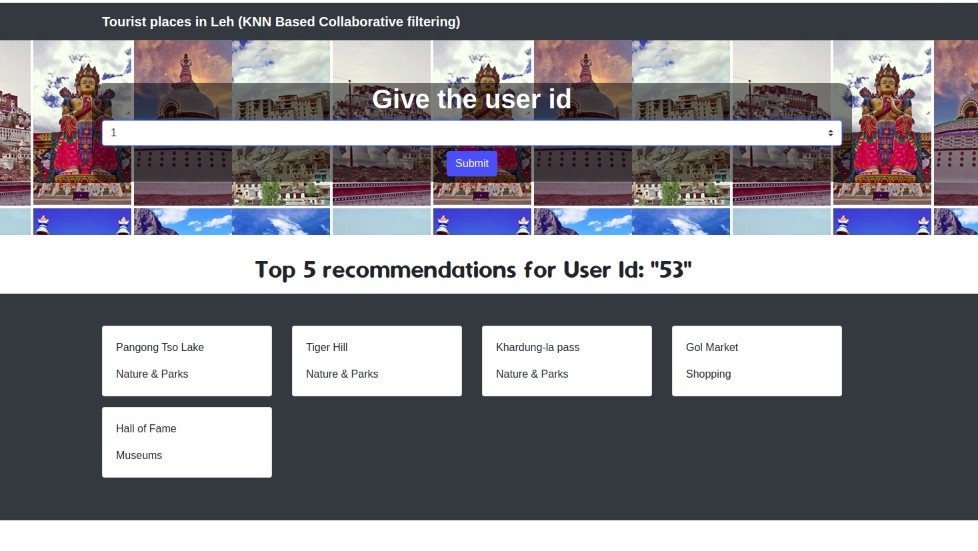 Tourist places in Leh (KNN Based Collaborative filtering)
Give the user id
1
Submit
Top 5 recommendations for User Id: "53"
Pangong Tso Lake
Nature & Parks
Tiger Hill
Nature & Parks
Khardung-la pass
Nature & Parks
Gol Market
Shopping
Hall of Fame
Museums